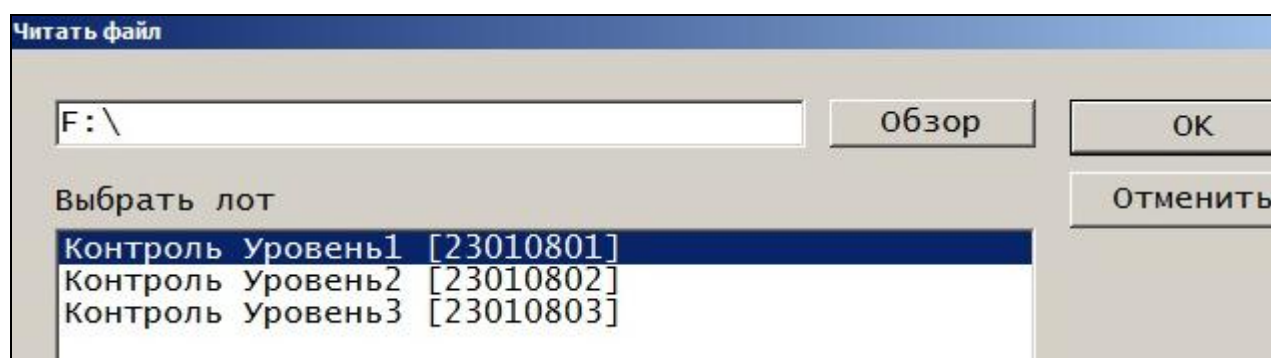 Читать файл
F:\
Обзор
OK
Выбрать лот
Отменить
Контроль Уровень1 [23010801]
Контроль Уровень2 [23010802]
Контроль Уровень3 [23010803]